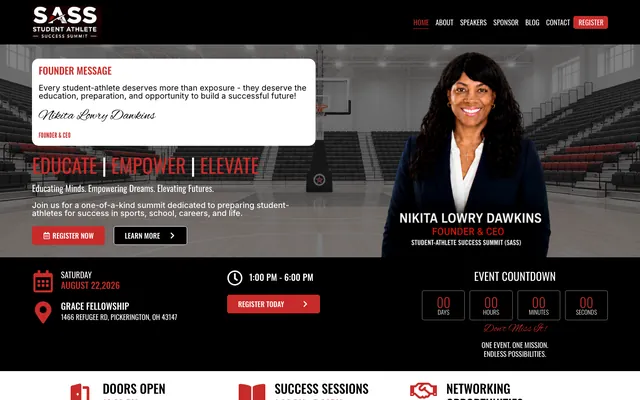 SASS
STUDENT ATHLETE
SUCCESS SUMMIT
HOME ABOUT SPEAKERS SPONSOR BLOG CONTACT REGISTER
FOUNDER MESSAGE
Every student-athlete deserves more than exposure - they deserve the
education, preparation, and opportunity to build a successful future!
Nikita Lowry Dawkins
FOUNDER & CEO
EDUCATE | EMPOWER | ELEVATE
Educating Minds. Empowering Dreams. Elevating Futures.
Join us for a one-of-a-kind summit dedicated to preparing student-
athletes for success in sports, school, careers, and life.
REGISTER NOW
LEARN MORE
NIKITA LOWRY DAWKINS
FOUNDER & CEO
STUDENT-ATHLETE SUCCESS SUMMIT (SASS)
SATURDAY
AUGUST 22,2026
GRACE FELLOWSHIP
1466 REFUGEE RD, PICKERINGTON, OH 43147
1:00 PM - 6:00 PM
REGISTER TODAY
EVENT COUNTDOWN
00 00 00 00
DAYS HOURS MINUTES SECONDS
Don't Miss It!
ONE EVENT. ONE MISSION.
ENDLESS POSSIBILITIES.
DOORS OPEN
SUCCESS SESSIONS
NETWORKING
OPPORTUNITIES